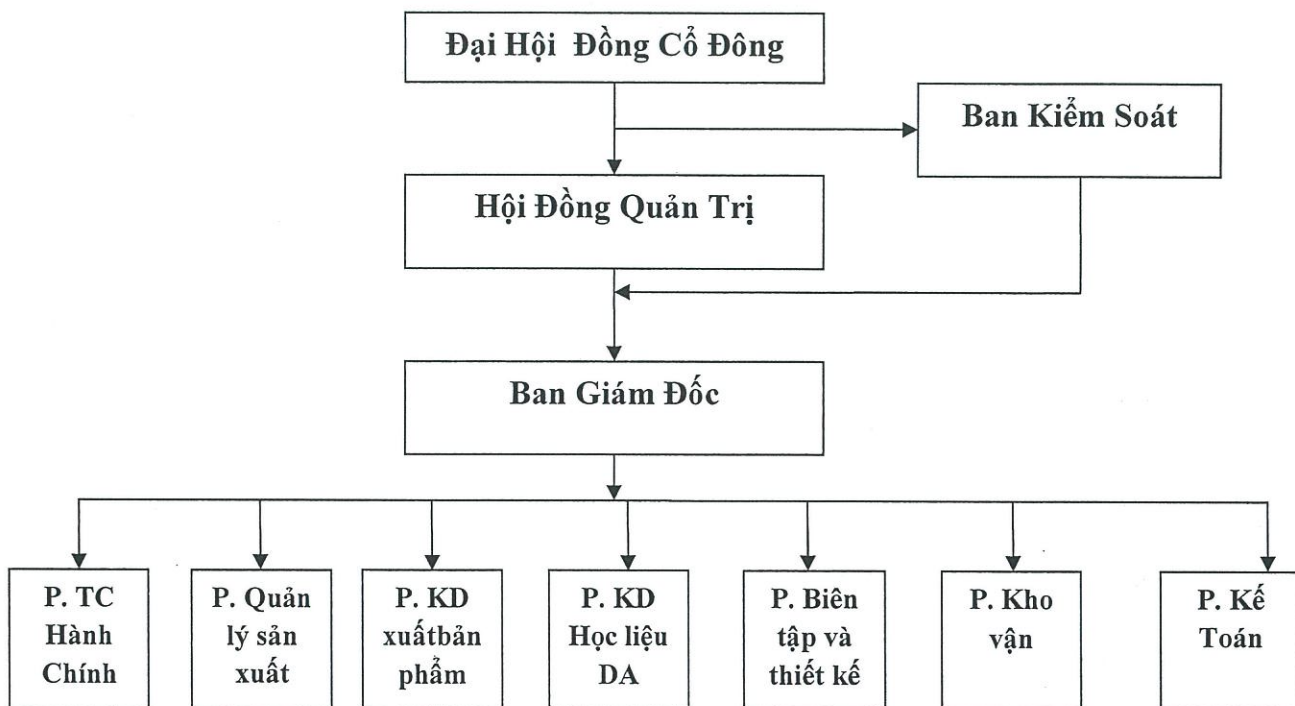 Đại Hội Đồng Cổ Đông
Ban Kiểm Soát
Hội Đồng Quản Trị
Ban Giám Đốc
P. TC
Hành
Chính
P. Quản
lý sản
xuất
P. KD
xuấtbản
phẩm
P. KD
Học liệu
DA
P. Biên
tập và
thiết kế
P. Kho
vận
P. Kế
Toán